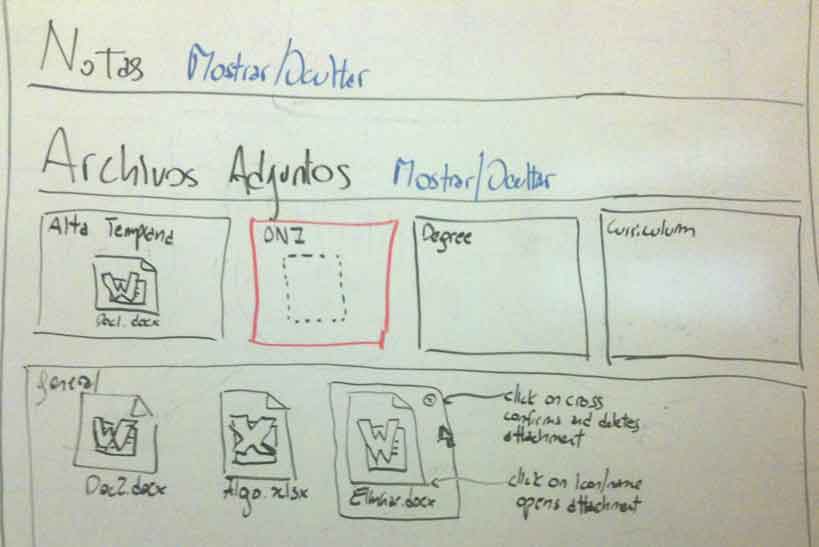 Notas Mostrar/Ocultar
Archivos Adjuntos Mostrar/Ocultar
Alta Temprana
DNI
Degree
Curriculum
W
Doc1.docx
General
W
X
W
Doc2.docx
Algo.xlsx
Eliminar.docx
click on cross
confirms and deletes
attachment
click on icon/name
opens attachment